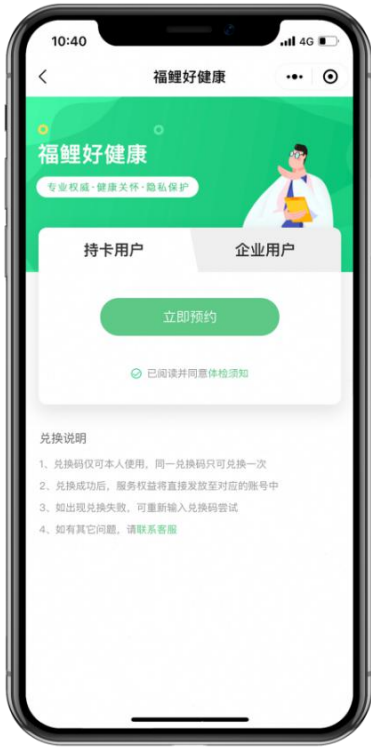 10:40
4G
福鲤好健康
福鲤好健康
专业权威·健康关怀·隐私保护
持卡用户
企业用户
立即预约
已阅读并同意体检须知
兑换说明
1、兑换码仅可本人使用，同一兑换码只可兑换一次
2、兑换成功后，服务权益将直接发放至对应的账号中
3、如出现兑换失败，可重新输入兑换码尝试
4、如有其它问题，请联系客服